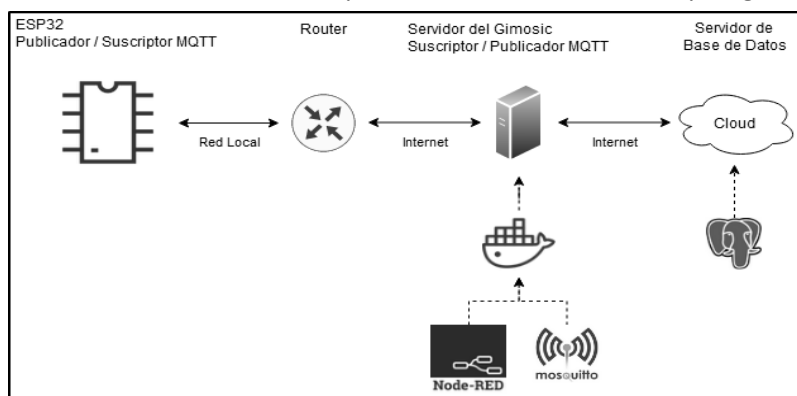 ESP32
Publicador / Suscriptor MQTT
Router
Servidor del Gimosic
Suscriptor / Publicador MQTT
Servidor de
Base de Datos
Red Local
Internet
Internet
Cloud
Node-RED
mosquitto